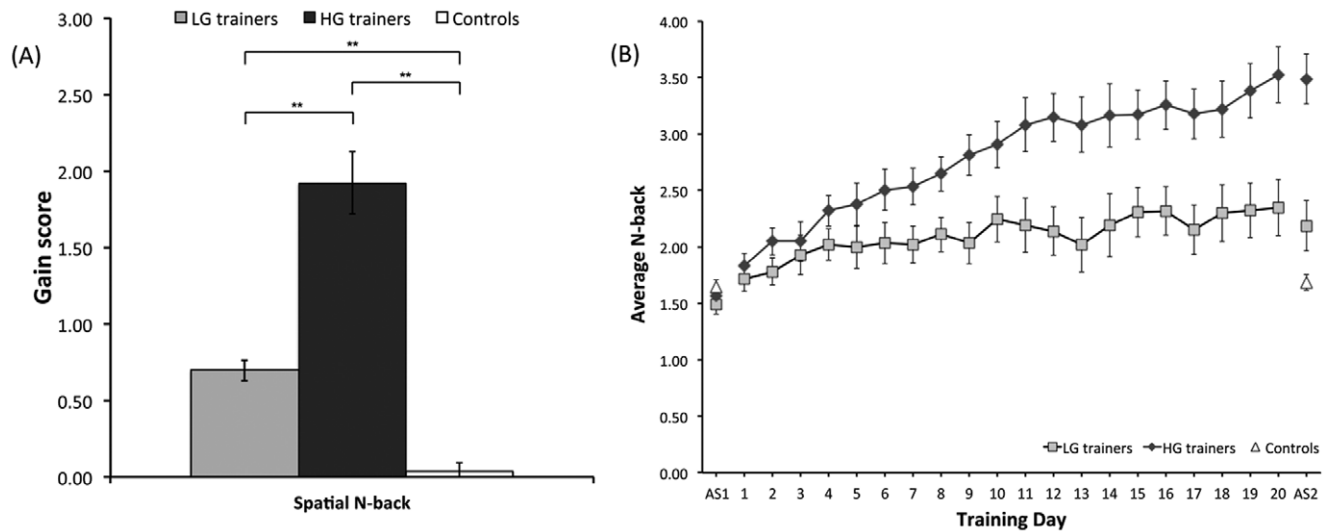 (A)
LG trainers HG trainers Controls
Gain score
3.00
2.50
2.00
1.50
1.00
0.50
0.00
**
**
**
Spatial N-back
(B)
Average N-back
4.00
3.50
3.00
2.50
2.00
1.50
1.00
0.50
0.00
LG trainers HG trainers Controls
AS1 1 2 3 4 5 6 7 8 9 10 11 12 13 14 15 16 17 18 19 20 AS2
Training Day